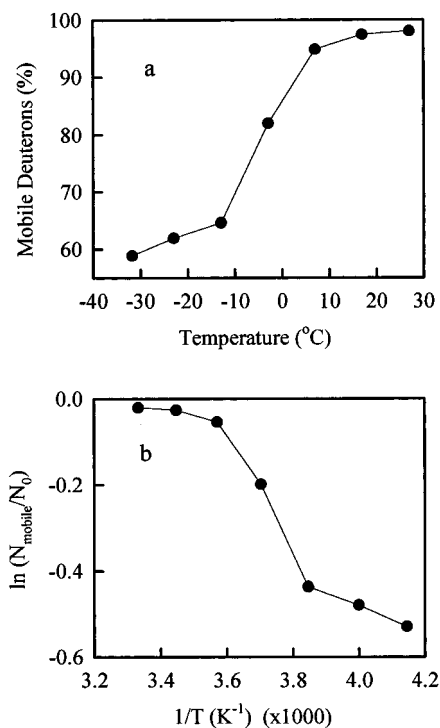 100
90
80
70
60
Mobile Deuterons (%)
a
-40 -30 -20 -10 0 10 20 30
Temperature (°C)
0.0
-0.2
-0.4
-0.6
ln (N_mobile/N_0)
b
3.2 3.4 3.6 3.8 4.0 4.2
1/T (K⁻¹) (x1000)